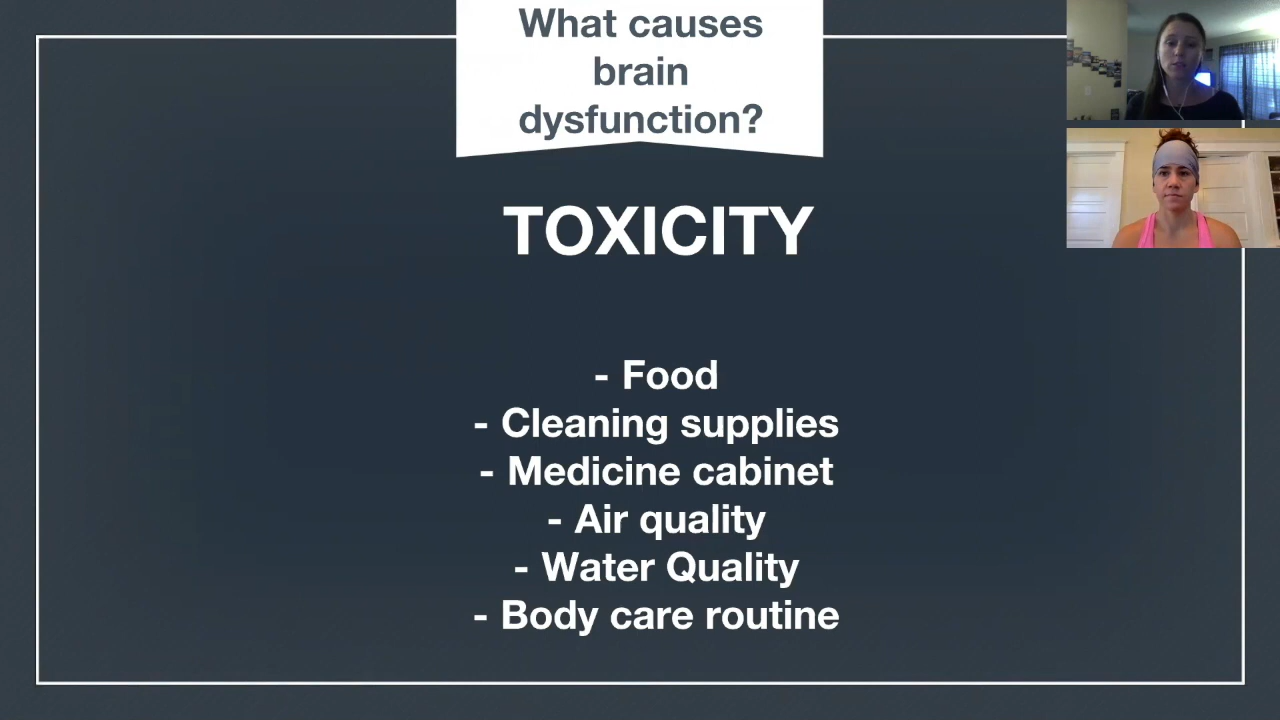 What causes
brain
dysfunction?
TOXICITY
- Food
- Cleaning supplies
- Medicine cabinet
- Air quality
- Water Quality
- Body care routine